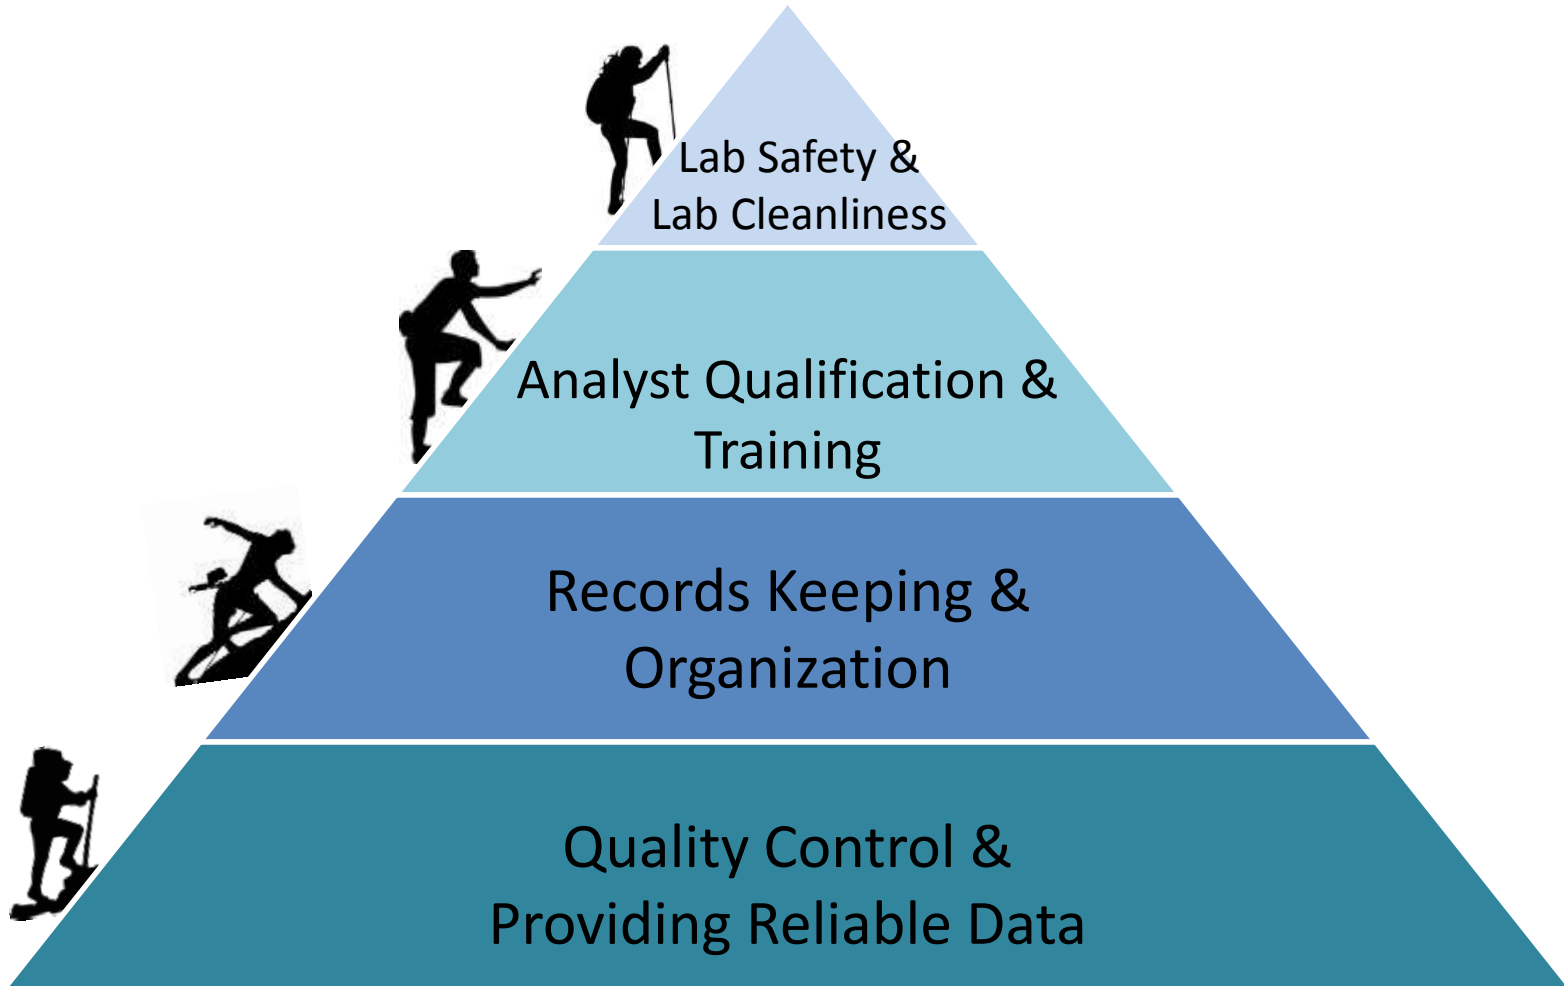 Lab Safety &
Lab Cleanliness
Analyst Qualification &
Training
Records Keeping &
Organization
Quality Control &
Providing Reliable Data